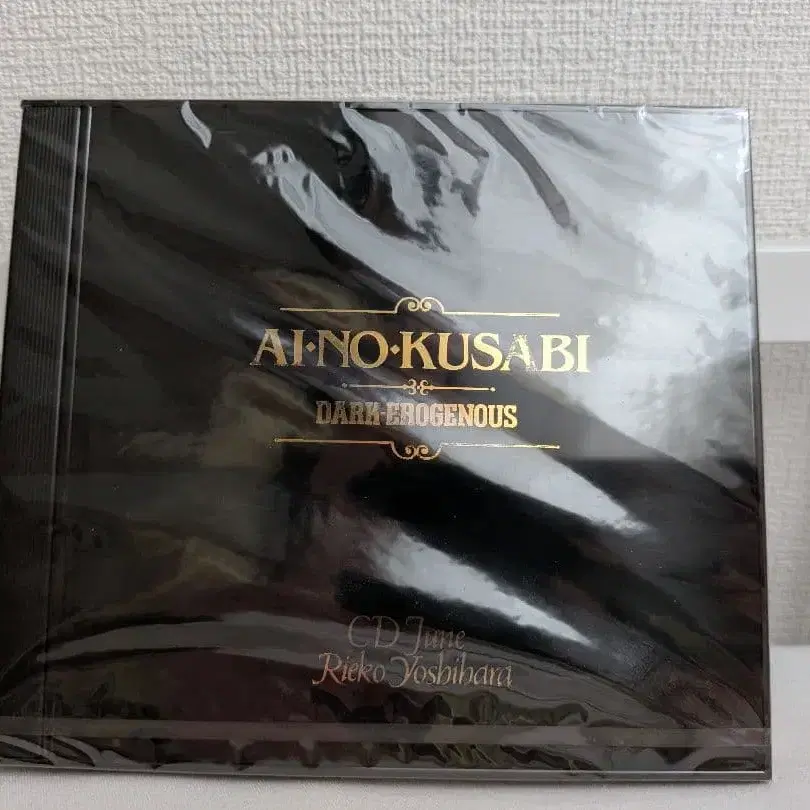 AI·NO·KUSABI
DARK-EROGENOUS
CD June
Rieko Yoshihara